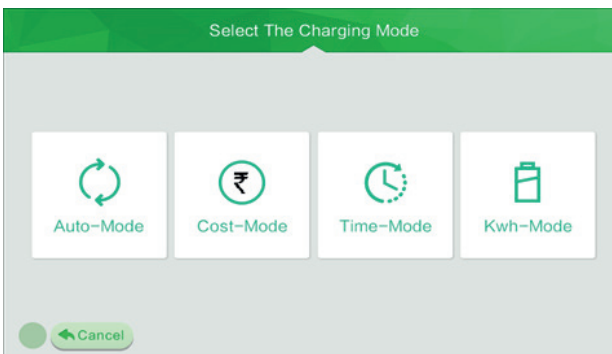 Select The Charging Mode
₹
Auto-Mode Cost-Mode Time-Mode Kwh-Mode
Cancel